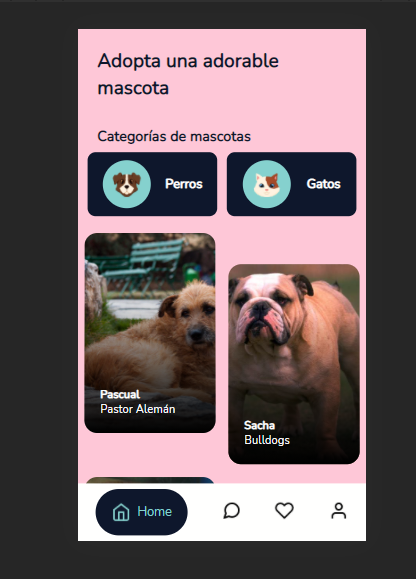 Adopta una adorable
mascota
Categorías de mascotas
Perros
Gatos
Pascual
Pastor Alemán
Sacha
Bulldogs
Home